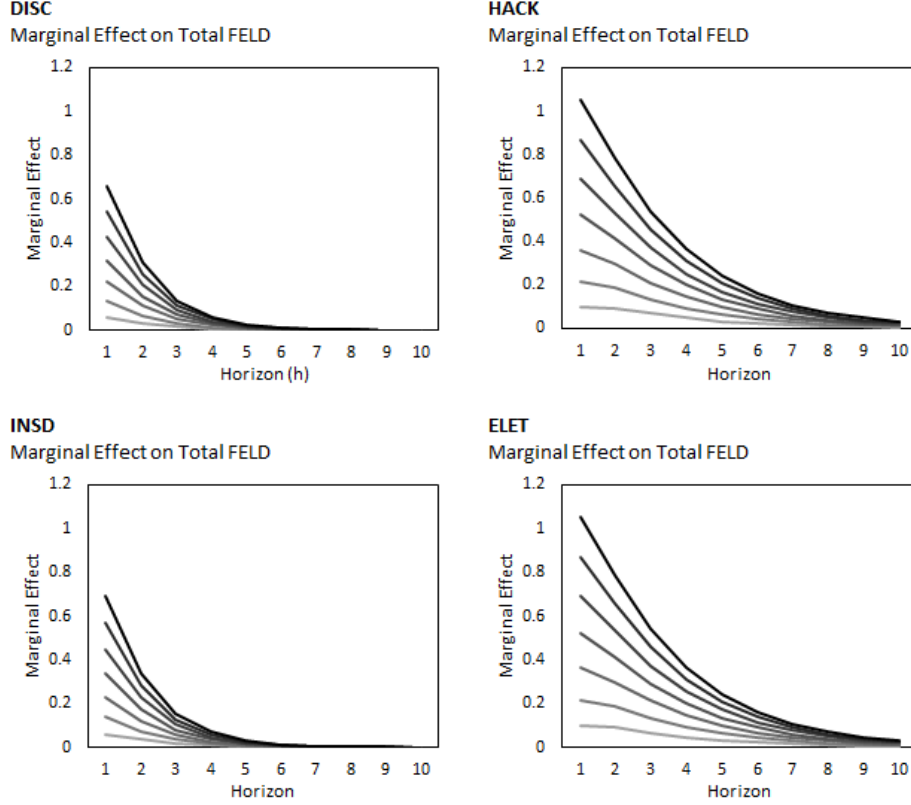 DISC
Marginal Effect on Total FELD
1.2
1
0.8
0.6
0.4
0.2
0
Marginal Effect
1 2 3 4 5 6 7 8 9 10
Horizon (h)
HACK
Marginal Effect on Total FELD
1.2
1
0.8
0.6
0.4
0.2
0
Marginal Effect
1 2 3 4 5 6 7 8 9 10
Horizon
INSD
Marginal Effect on Total FELD
1.2
1
0.8
0.6
0.4
0.2
0
Marginal Effect
1 2 3 4 5 6 7 8 9 10
Horizon
ELET
Marginal Effect on Total FELD
1.2
1
0.8
0.6
0.4
0.2
0
Marginal Effect
1 2 3 4 5 6 7 8 9 10
Horizon